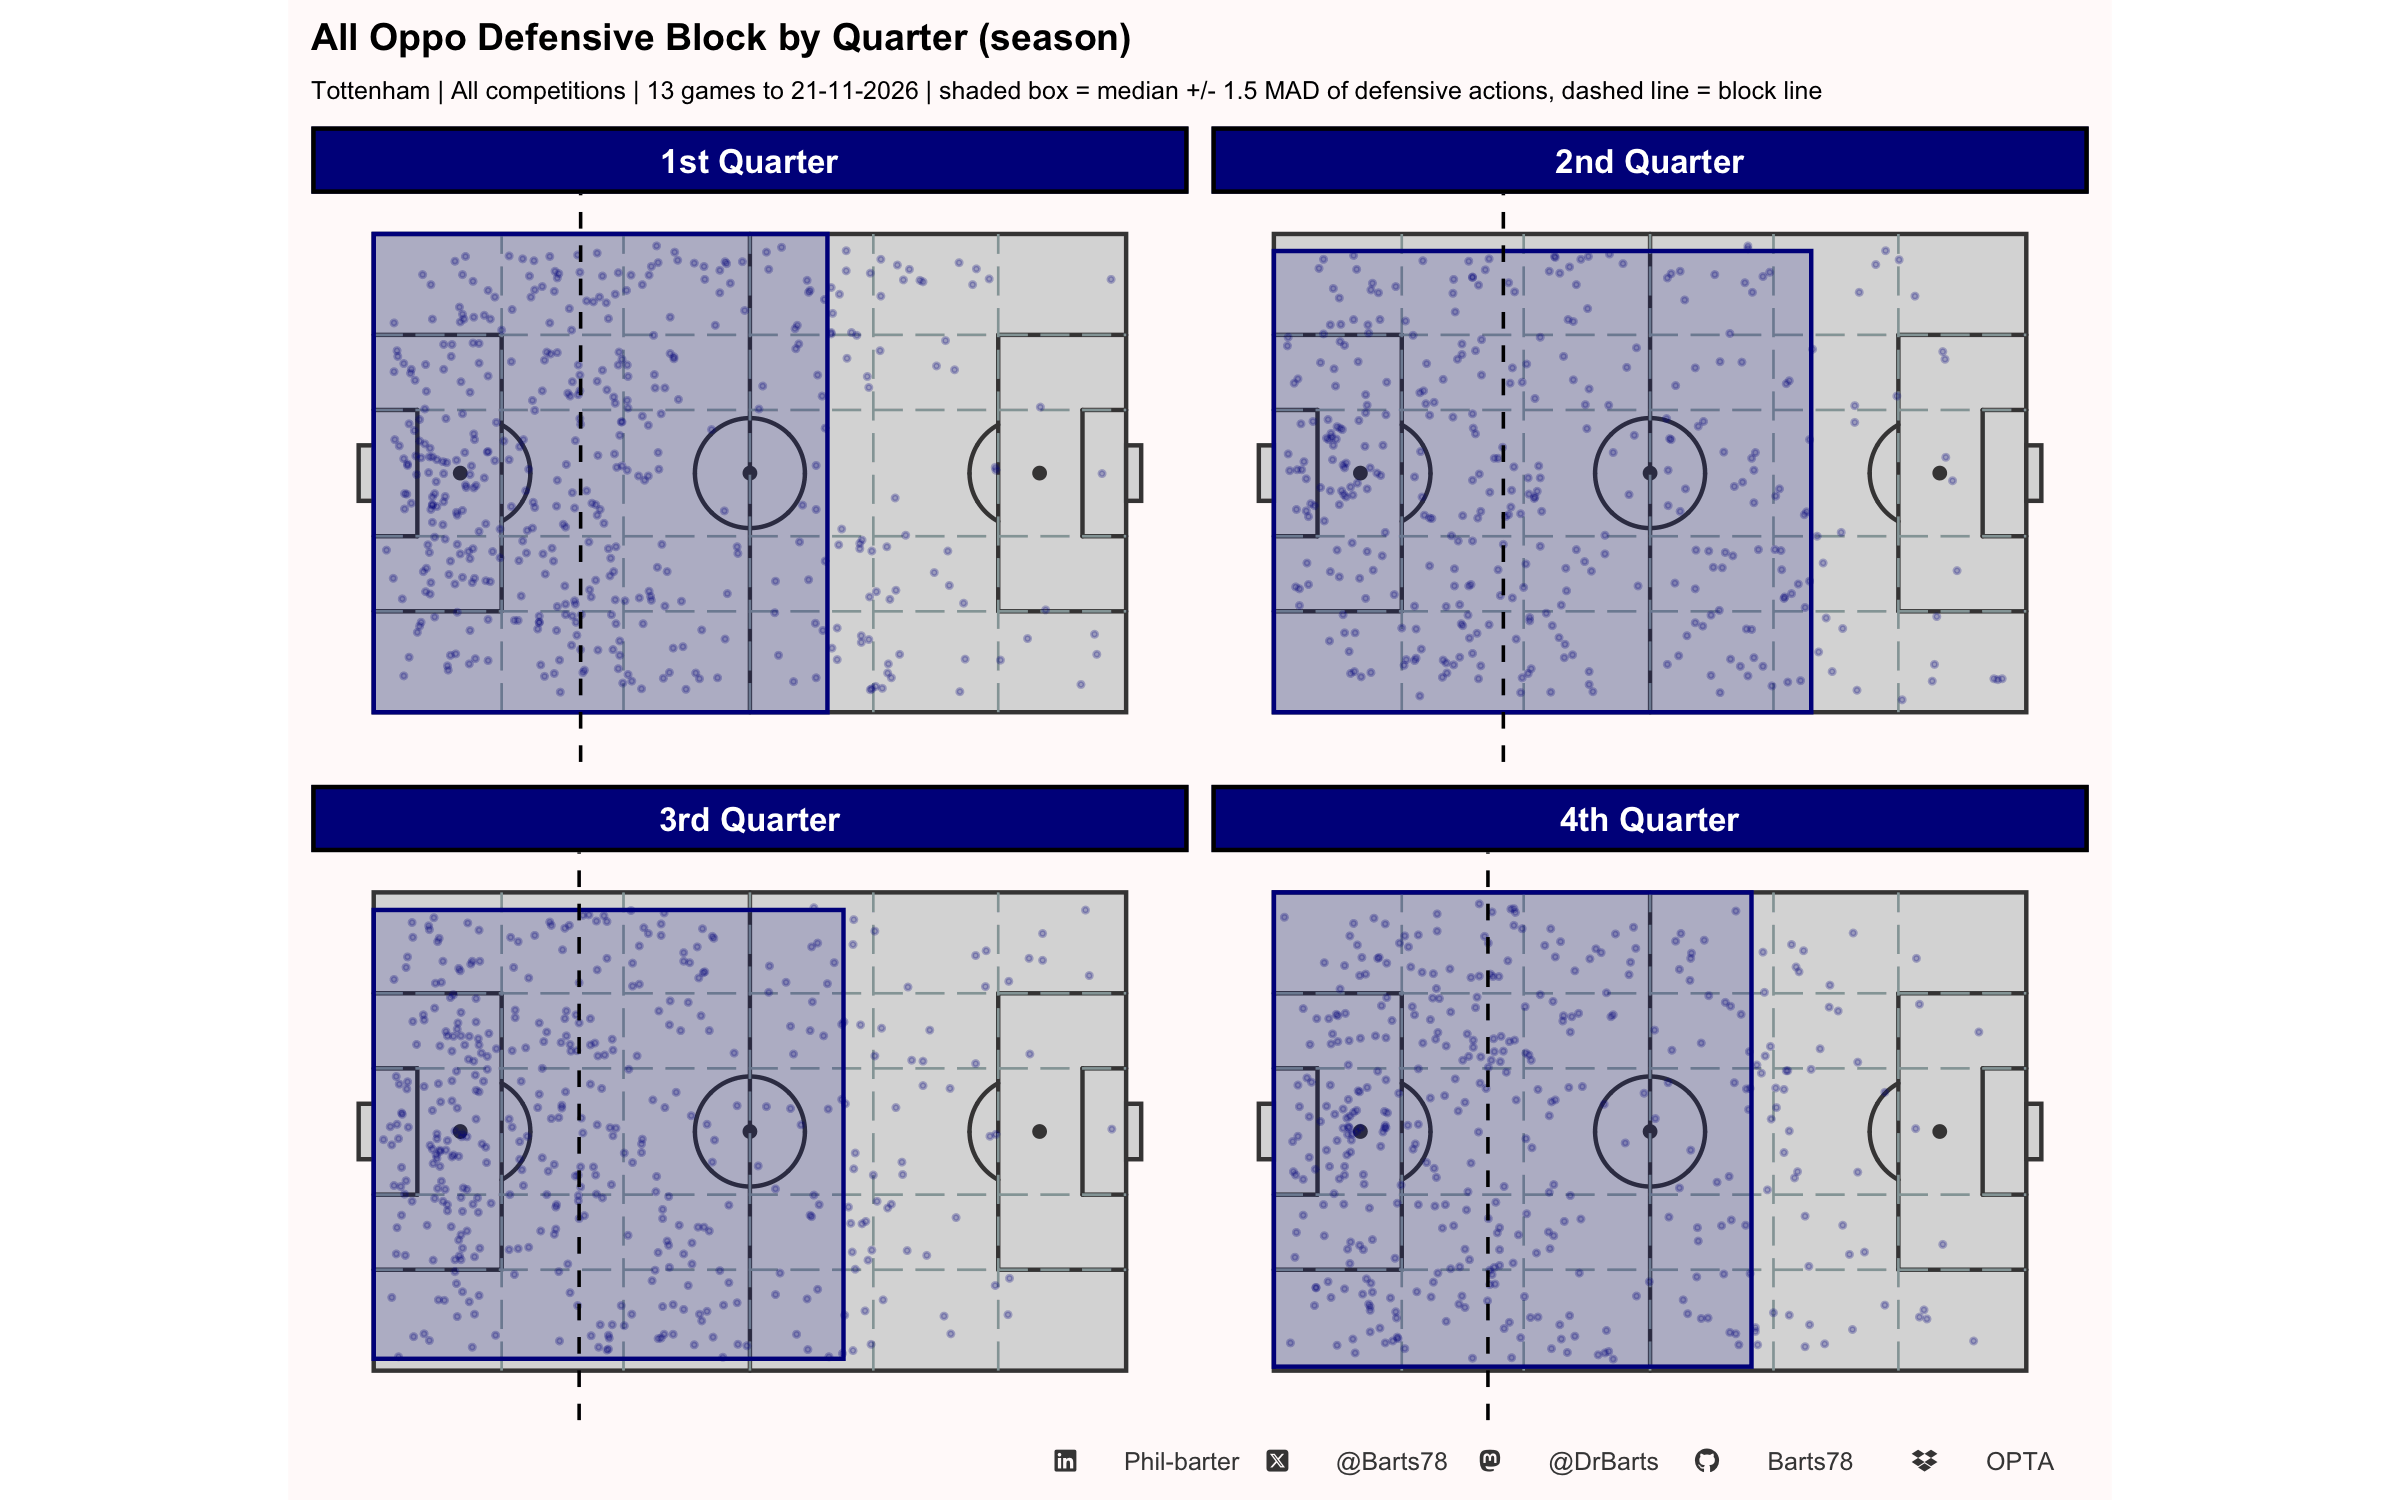 All Oppo Defensive Block by Quarter (season)
Tottenham | All competitions | 13 games to 21-11-2026 | shaded box = median +/- 1.5 MAD of defensive actions, dashed line = block line
1st Quarter
2nd Quarter
3rd Quarter
4th Quarter
Phil-barter @Barts78 @DrBarts Barts78 OPTA